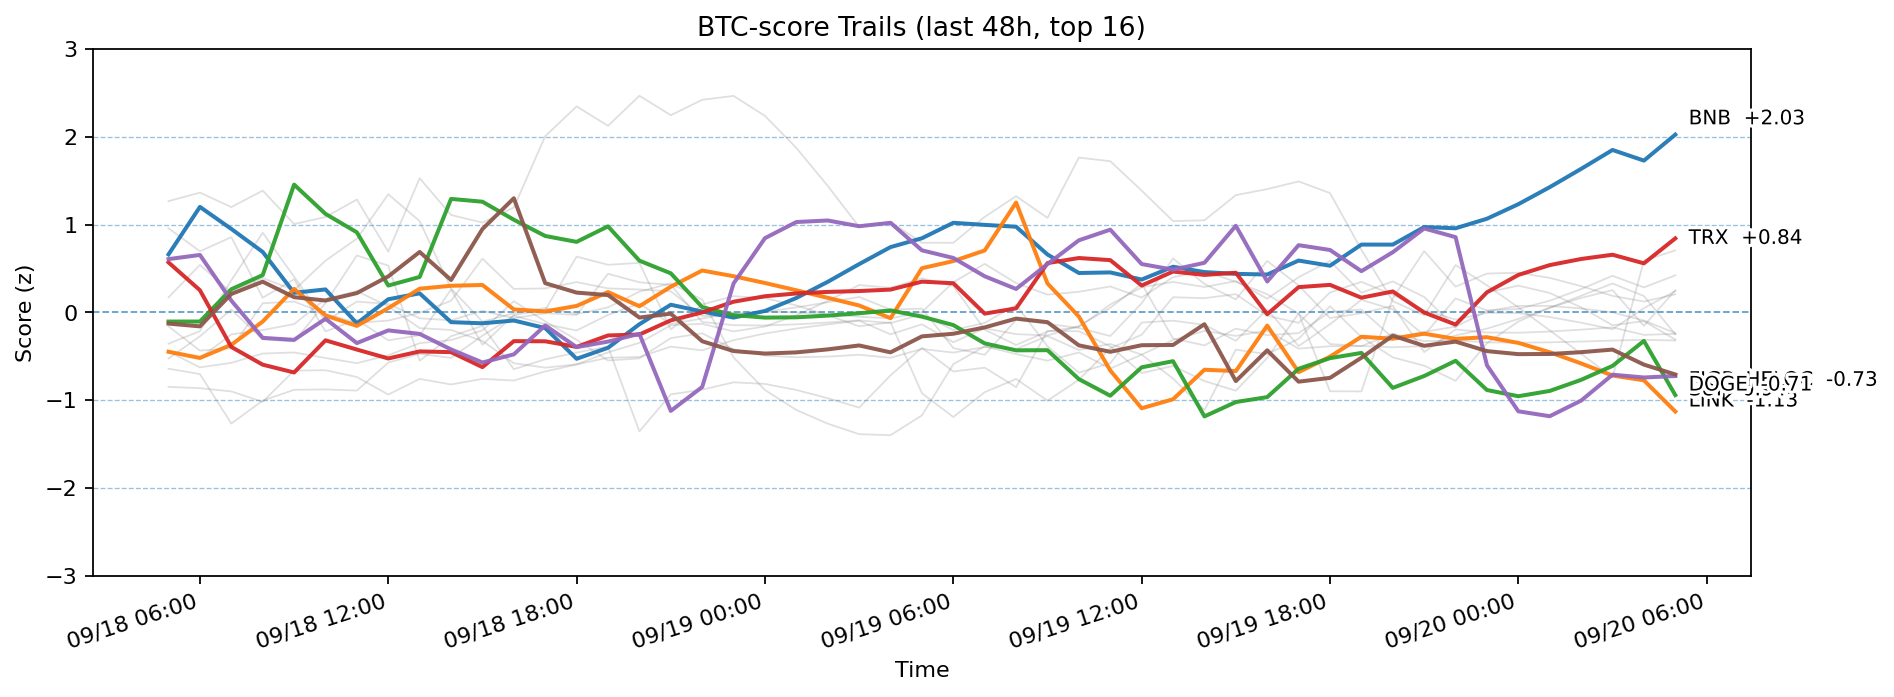 BTC-score Trails (last 48h, top 16)
3
2
1
0
−1
−2
−3
Score (z)
BNB +2.03
TRX +0.84
-0.73
DOGE -0.71
LINK -1.13
09/18 06:00
09/18 12:00
09/18 18:00
09/19 00:00
09/19 06:00
09/19 12:00
09/19 18:00
09/20 00:00
09/20 06:00
Time